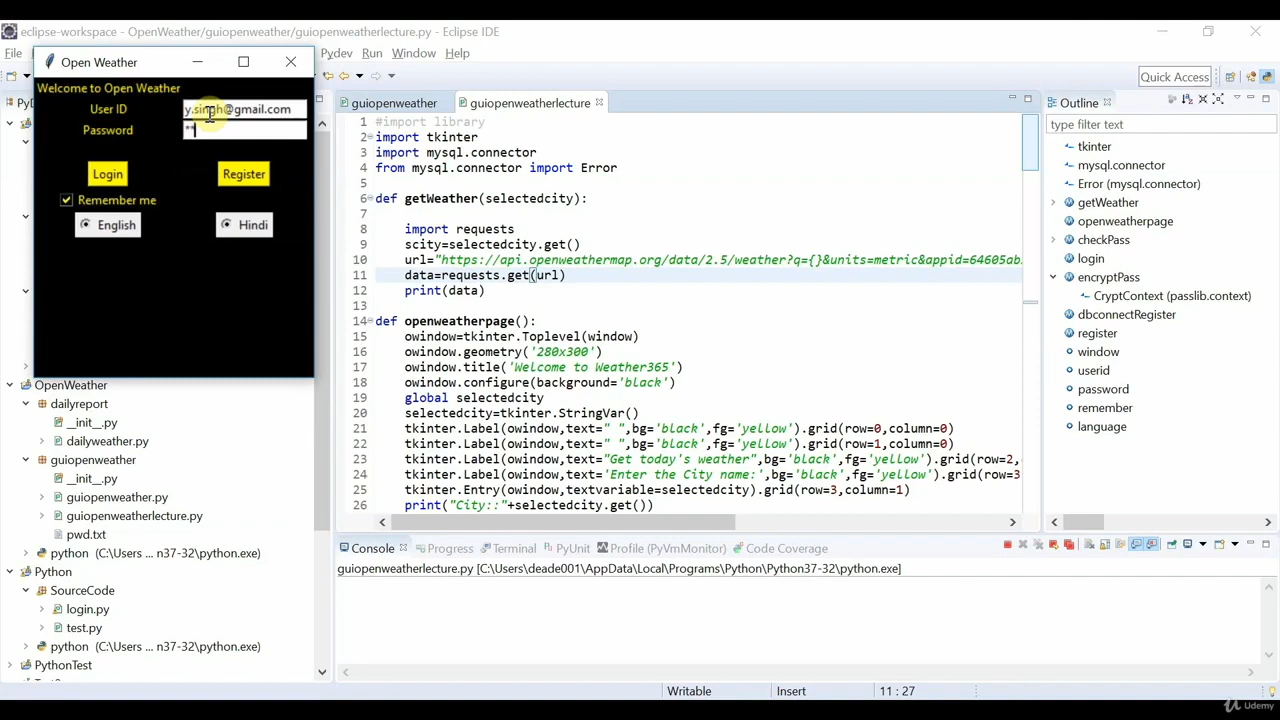 eclipse-workspace - OpenWeather/guiopenweather/guiopenweatherlecture.py - Eclipse IDE
File
Pydev Run Window Help
Quick Access
Open Weather
Welcome to Open Weather
User ID y.singh@gmail.com
Password **
Login Register
Remember me
English Hindi
guiopenweather guiopenweatherlecture
1 #import library
2 import tkinter
3 import mysql.connector
4 from mysql.connector import Error
5
6 def getWeather(selectedcity):
7
8 import requests
9 scity=selectedcity.get()
10 url="https://api.openweathermap.org/data/2.5/weather?q={}&units=metric&appid=64605ab
11 data=requests.get(url)
12 print(data)
13
14 def openweatherpage():
15 owindow=tkinter.Toplevel(window)
16 owindow.geometry('280x300')
17 owindow.title('Welcome to Weather365')
18 owindow.configure(background='black')
19 global selectedcity
20 selectedcity=tkinter.StringVar()
21 tkinter.Label(owindow,text=" ",bg='black',fg='yellow').grid(row=0,column=0)
22 tkinter.Label(owindow,text=" ",bg='black',fg='yellow').grid(row=1,column=0)
23 tkinter.Label(owindow,text="Get today's weather",bg='black',fg='yellow').grid(row=2,
24 tkinter.Label(owindow,text='Enter the City name:',bg='black',fg='yellow').grid(row=3
25 tkinter.Entry(owindow,textvariable=selectedcity).grid(row=3,column=1)
26 print("City::"+selectedcity.get())
Outline
type filter text
tkinter
mysql.connector
Error (mysql.connector)
getWeather
openweatherpage
checkPass
login
encryptPass
CryptContext (passlib.context)
dbconnectRegister
register
window
userid
password
remember
language
OpenWeather
dailyreport
__init__.py
dailyweather.py
guiopenweather
__init__.py
guiopenweather.py
guiopenweatherlecture.py
pwd.txt
python (C:\Users ... n37-32\python.exe)
Python
SourceCode
login.py
test.py
python (C:\Users ... n37-32\python.exe)
PythonTest
Console Progress Terminal PyUnit Profile (PyVmMonitor) Code Coverage
guiopenweatherlecture.py [C:\Users\deade001\AppData\Local\Programs\Python\Python37-32\python.exe]
Writable Insert 11 : 27
Udemy